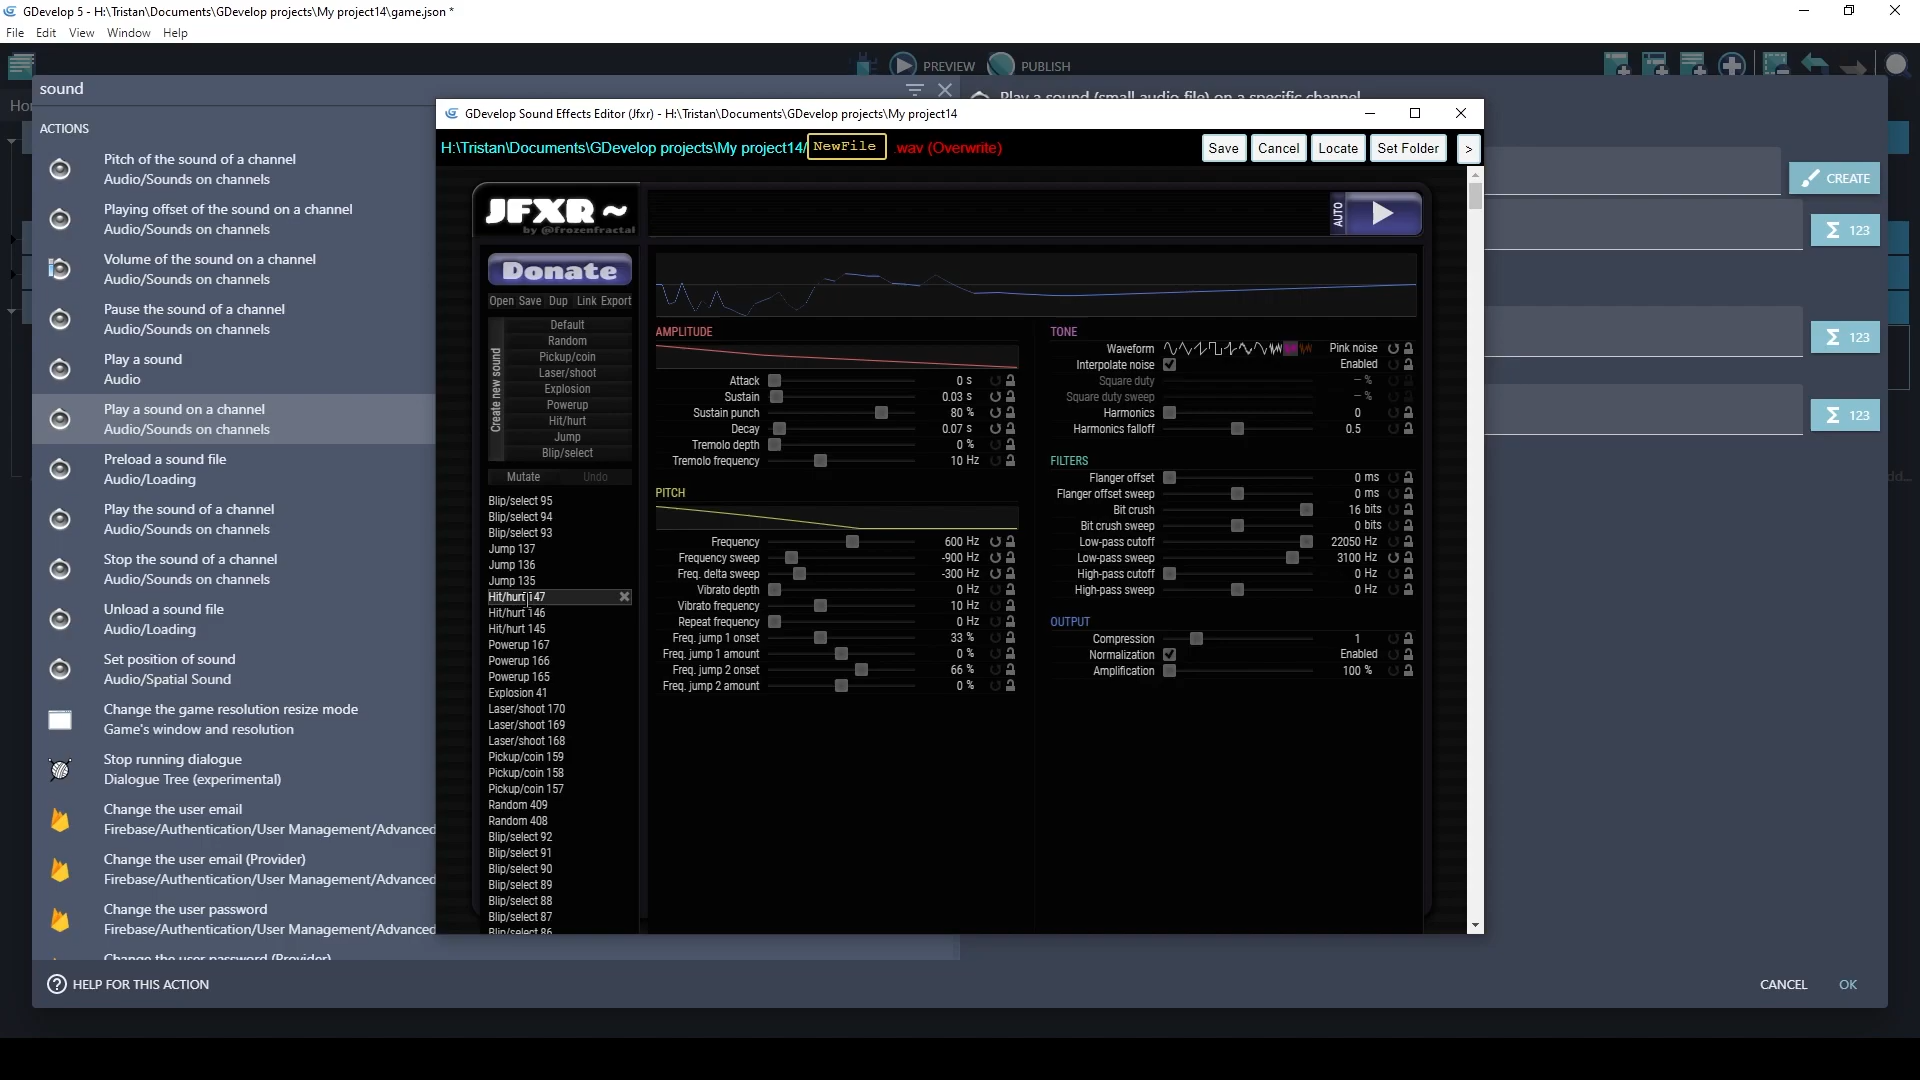 GDevelop 5 - H:\Tristan\Documents\GDevelop projects\My project14\game.json *
File Edit View Window Help
PREVIEW PUBLISH
sound
ACTIONS
Pitch of the sound of a channel
Audio/Sounds on channels
Playing offset of the sound on a channel
Audio/Sounds on channels
Volume of the sound on a channel
Audio/Sounds on channels
Pause the sound of a channel
Audio/Sounds on channels
Play a sound
Audio
Play a sound on a channel
Audio/Sounds on channels
Preload a sound file
Audio/Loading
Play the sound of a channel
Audio/Sounds on channels
Stop the sound of a channel
Audio/Sounds on channels
Unload a sound file
Audio/Loading
Set position of sound
Audio/Spatial Sound
Change the game resolution resize mode
Game's window and resolution
Stop running dialogue
Dialogue Tree (experimental)
Change the user email
Firebase/Authentication/User Management/Advanced
Change the user email (Provider)
Firebase/Authentication/User Management/Advanced
Change the user password
Firebase/Authentication/User Management/Advanced
Change the user password (Provider)
HELP FOR THIS ACTION
Play a sound (small audio file) on a specific channel
CREATE
Σ 123
Σ 123
Σ 123
CANCEL OK
GDevelop Sound Effects Editor (Jfxr) - H:\Tristan\Documents\GDevelop projects\My project14
H:\Tristan\Documents\GDevelop projects\My project14/ NewFile .wav (Overwrite)
Save Cancel Locate Set Folder >
JFXR ~
by @frozenfractal
AUTO
Donate
Open Save Dup Link Export
Create new sound
Default
Random
Pickup/coin
Laser/shoot
Explosion
Powerup
Hit/hurt
Jump
Blip/select
Mutate Undo
Blip/select 95
Blip/select 94
Blip/select 93
Jump 137
Jump 136
Jump 135
Hit/hurt 147
Hit/hurt 146
Hit/hurt 145
Powerup 167
Powerup 166
Powerup 165
Explosion 41
Laser/shoot 170
Laser/shoot 169
Laser/shoot 168
Pickup/coin 159
Pickup/coin 158
Pickup/coin 157
Random 409
Random 408
Blip/select 92
Blip/select 91
Blip/select 90
Blip/select 89
Blip/select 88
Blip/select 87
Blip/select 86
AMPLITUDE
Attack 0 s
Sustain 0.03 s
Sustain punch 80 %
Decay 0.07 s
Tremolo depth 0 %
Tremolo frequency 10 Hz
PITCH
Frequency 600 Hz
Frequency sweep -900 Hz
Freq. delta sweep -300 Hz
Vibrato depth 0 Hz
Vibrato frequency 10 Hz
Repeat frequency 0 Hz
Freq. jump 1 onset 33 %
Freq. jump 1 amount 0 %
Freq. jump 2 onset 66 %
Freq. jump 2 amount 0 %
TONE
Waveform Pink noise
Interpolate noise Enabled
Square duty – %
Square duty sweep – %
Harmonics 0
Harmonics falloff 0.5
FILTERS
Flanger offset 0 ms
Flanger offset sweep 0 ms
Bit crush 16 bits
Bit crush sweep 0 bits
Low-pass cutoff 22050 Hz
Low-pass sweep 3100 Hz
High-pass cutoff 0 Hz
High-pass sweep 0 Hz
OUTPUT
Compression 1
Normalization Enabled
Amplification 100 %